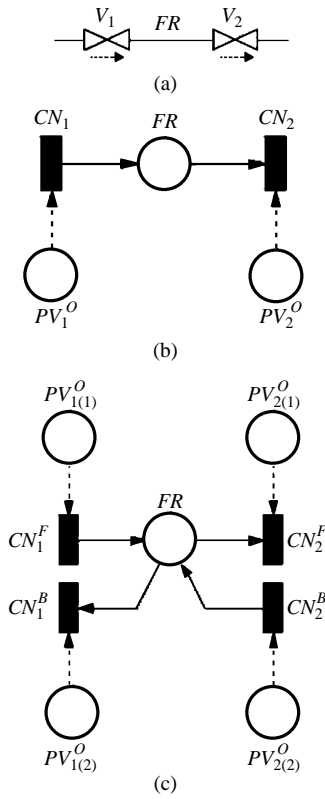 V₁ FR V₂
(a)
CN₁ FR CN₂
PV₁ᴼ PV₂ᴼ
(b)
PV₁₍₁₎ᴼ PV₂₍₁₎ᴼ
FR
CN₁ᶠ CN₂ᶠ
CN₁ᴮ CN₂ᴮ
PV₁₍₂₎ᴼ PV₂₍₂₎ᴼ
(c)